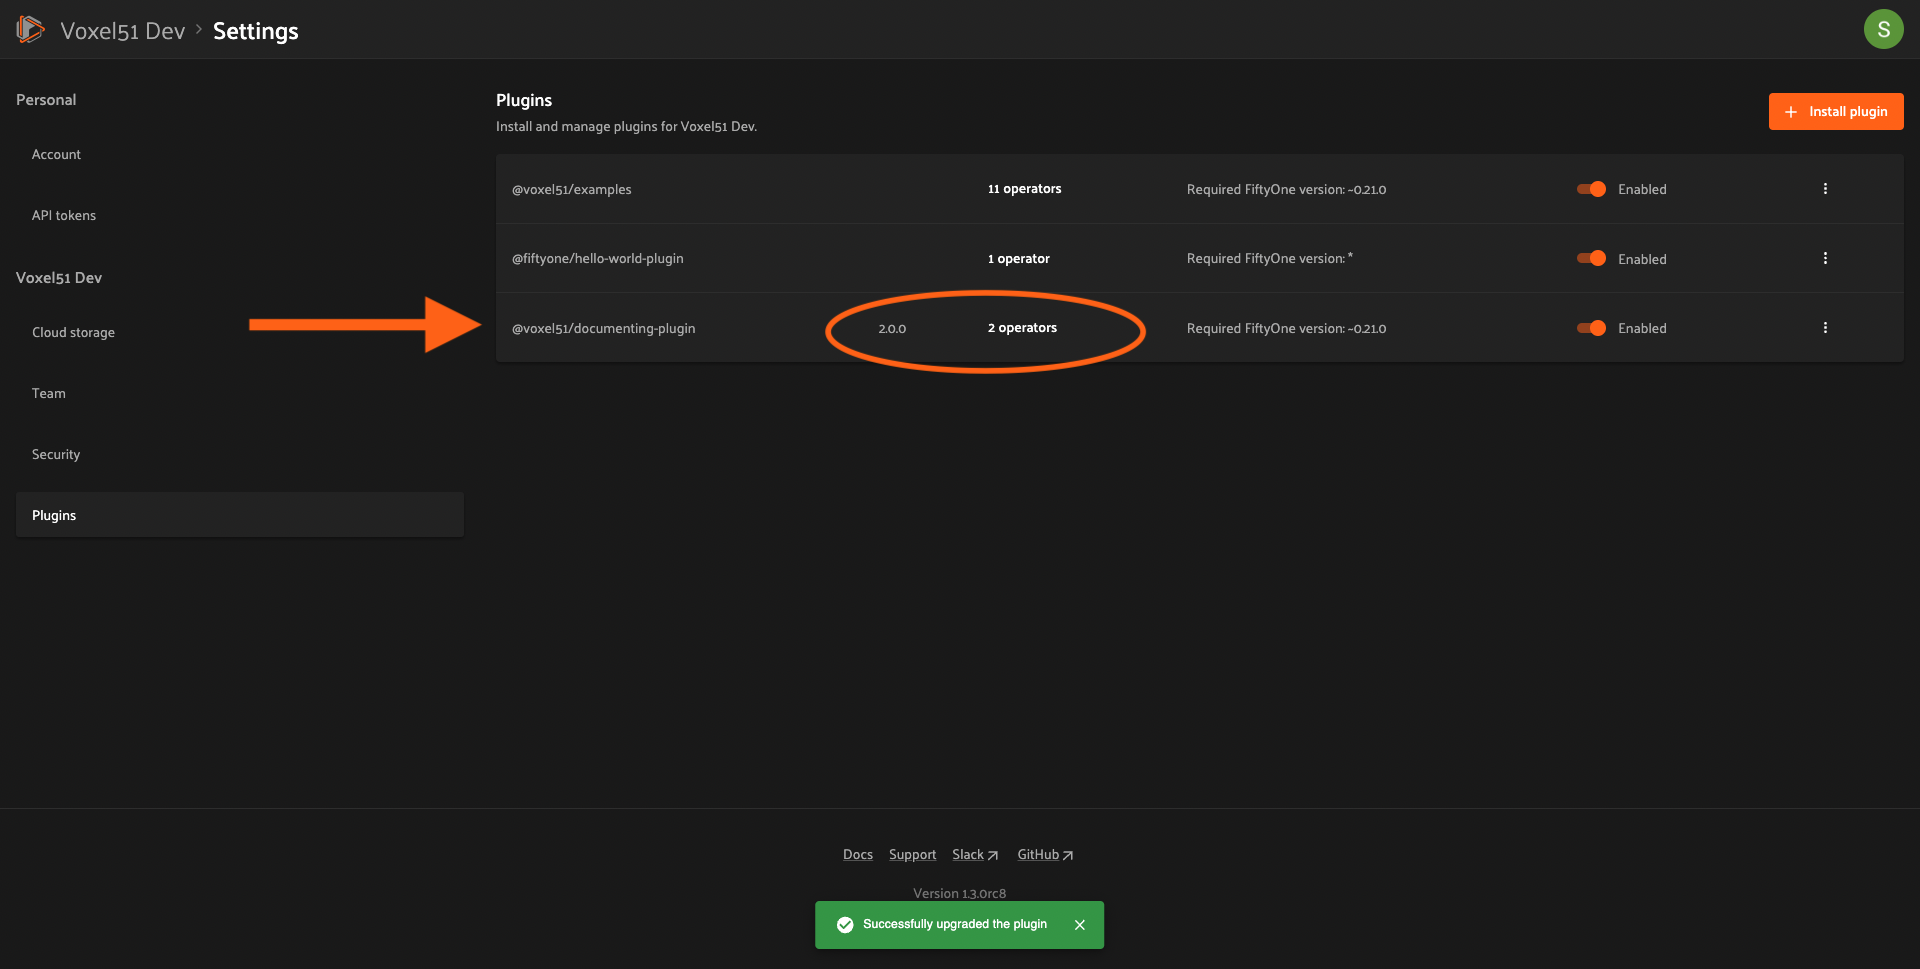 Voxel51 Dev > Settings
S
Personal
Account
API tokens
Voxel51 Dev
Cloud storage
Team
Security
Plugins
Plugins
Install and manage plugins for Voxel51 Dev.
+ Install plugin
@voxel51/examples 11 operators Required FiftyOne version: ~0.21.0 Enabled
@fiftyone/hello-world-plugin 1 operator Required FiftyOne version: * Enabled
@voxel51/documenting-plugin 2.0.0 2 operators Required FiftyOne version: ~0.21.0 Enabled
Docs Support Slack GitHub
Version 1.3.0rc8
Successfully upgraded the plugin